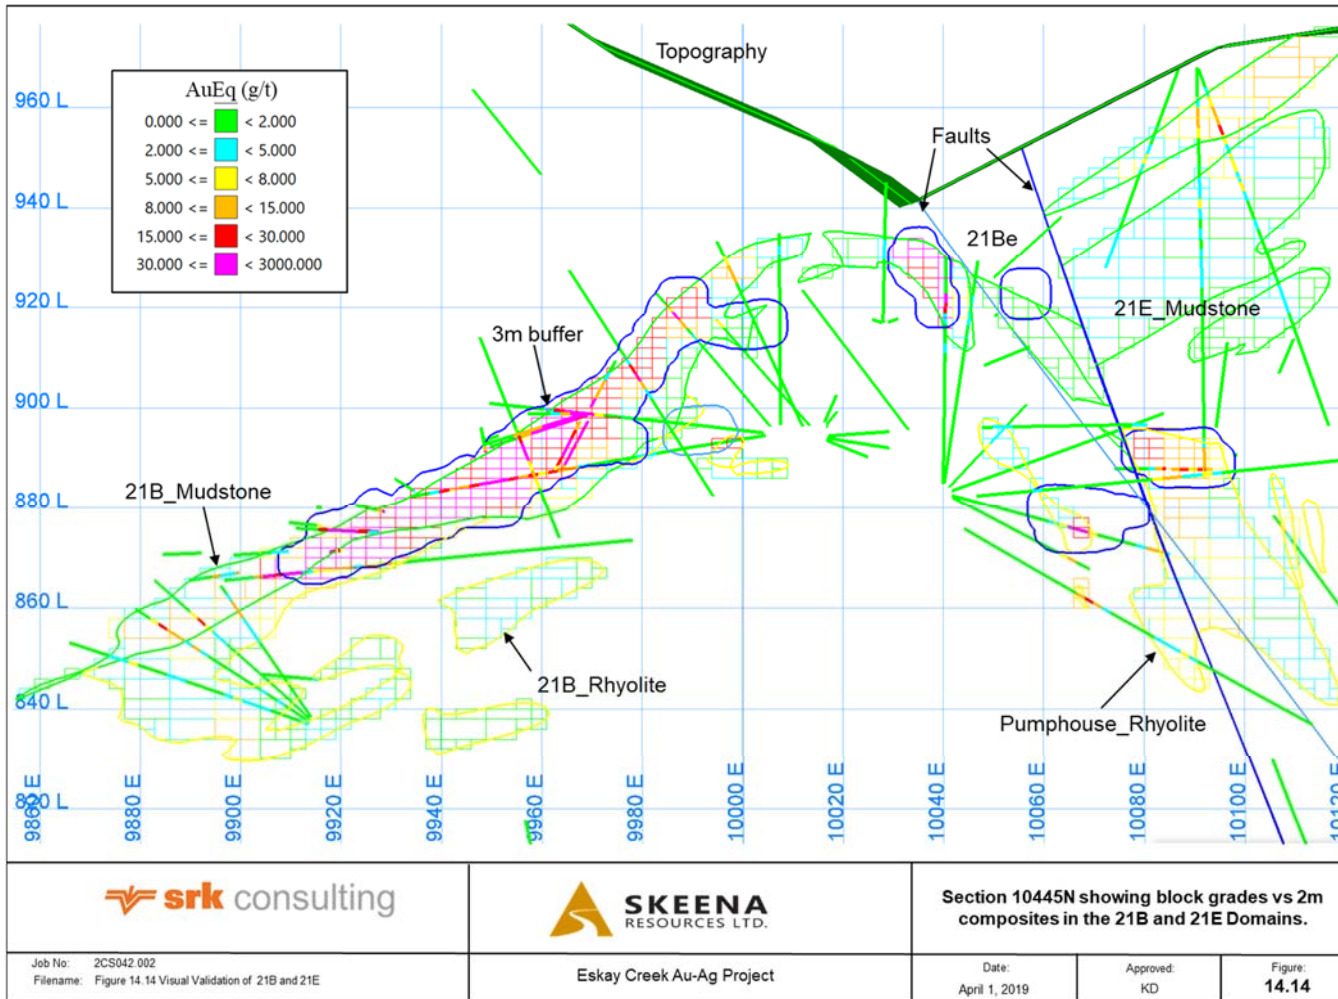 Topography
AuEq (g/t)
0.000 <= < 2.000
2.000 <= < 5.000
5.000 <= < 8.000
8.000 <= < 15.000
15.000 <= < 30.000
30.000 <= < 3000.000
960 L
940 L
920 L
900 L
880 L
860 L
840 L
820 L
Faults
21Be
21E_Mudstone
3m buffer
21B_Mudstone
21B_Rhyolite
Pumphouse_Rhyolite
9860 E
9880 E
9900 E
9920 E
9940 E
9960 E
9980 E
10000 E
10020 E
10040 E
10060 E
10080 E
10100 E
10120 E
srk consulting
SKEENA
RESOURCES LTD.
Section 10445N showing block grades vs 2m
composites in the 21B and 21E Domains.
Job No: 2CS042.002
Filename: Figure 14.14 Visual Validation of 21B and 21E
Eskay Creek Au-Ag Project
Date:
April 1, 2019
Approved:
KD
Figure:
14.14